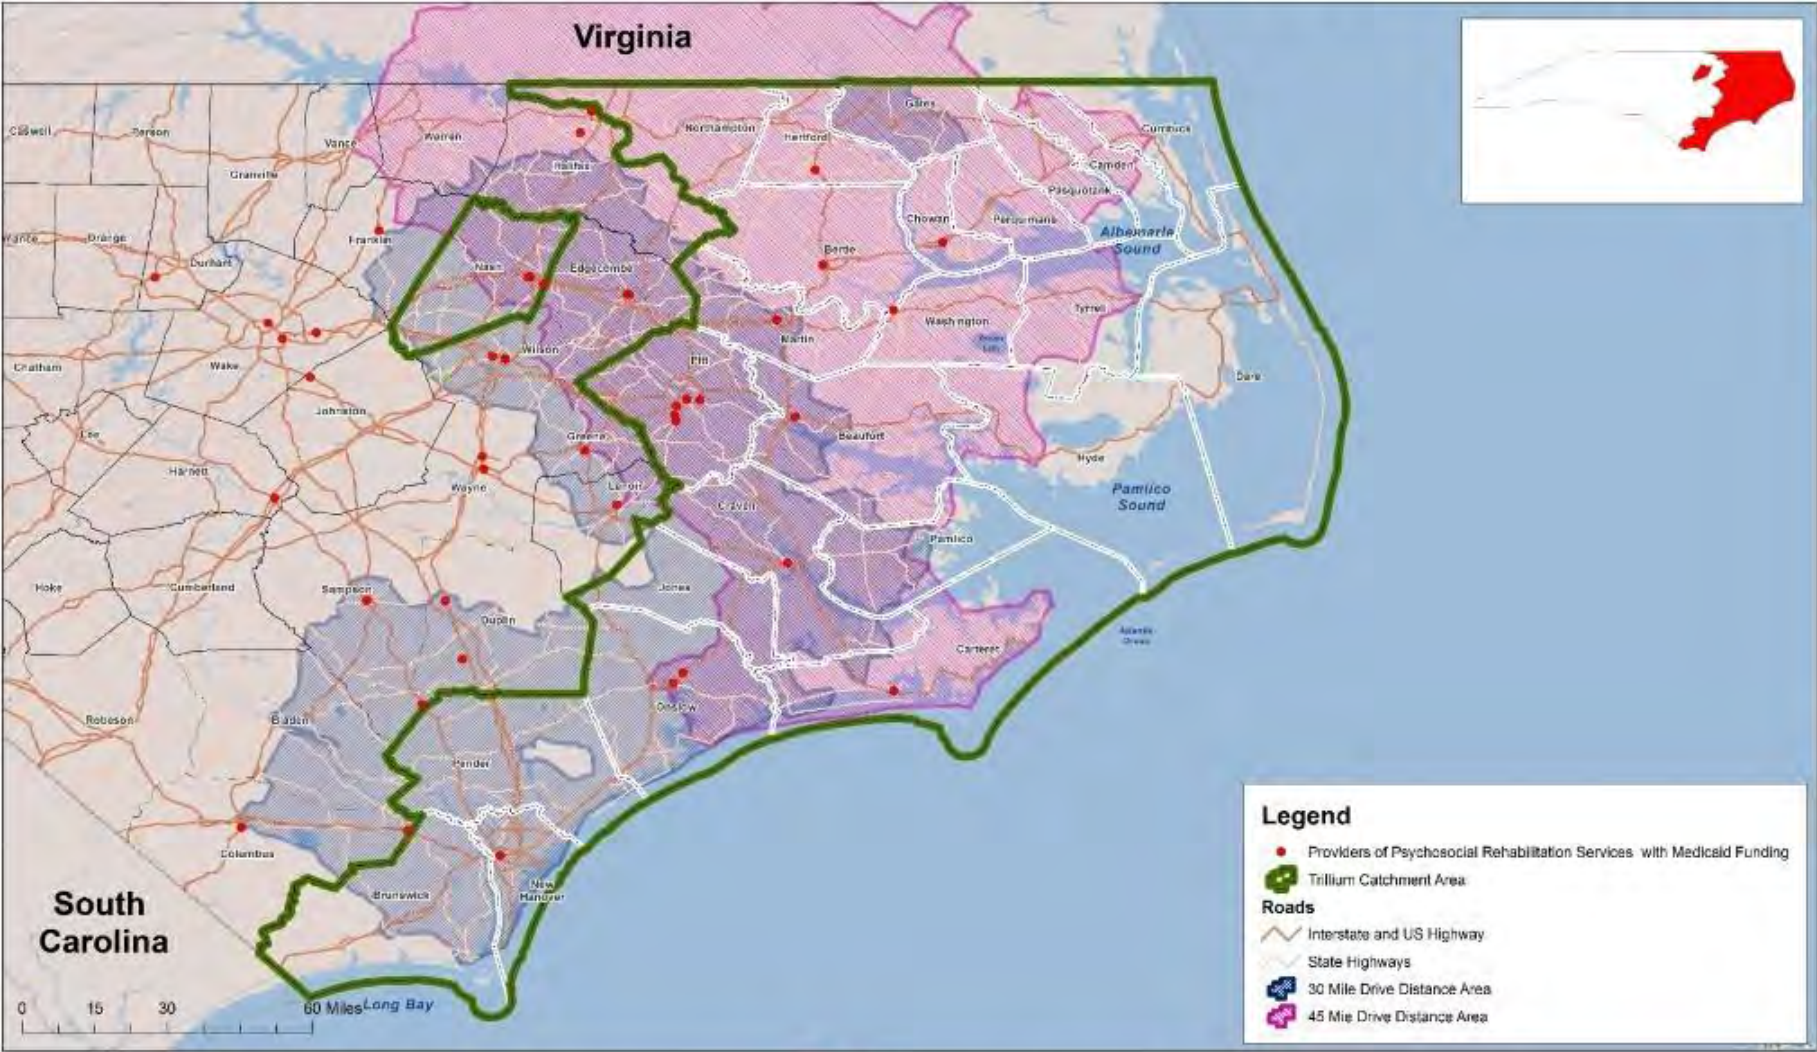 Virginia
Gates
Caswell
Person
Vance
Warren
Northampton
Hertford
Currituck
Halifax
Camden
Granville
Pasquotank
Chowan
Perquimans
Franklin
Orange
Albemarle
Sound
Bertie
Durham
Nash
Edgecombe
Tyrrell
Washington
Martin
Wilson
Pitt
Wake
Chatham
Dare
Johnston
Lee
Greene
Beaufort
Hyde
Harnett
Wayne
Lenoir
Pamlico
Sound
Craven
Pamlico
Hoke
Cumberland
Sampson
Jones
Duplin
Atlantic
Ocean
Carteret
Onslow
Robeson
Bladen
Pender
Columbus
Brunswick
New
Hanover
South
Carolina
0 15 30 60 Miles
Long Bay
Legend
Providers of Psychosocial Rehabilitation Services with Medicaid Funding
Trillium Catchment Area
Roads
Interstate and US Highway
State Highways
30 Mile Drive Distance Area
45 Mie Drive Distance Area